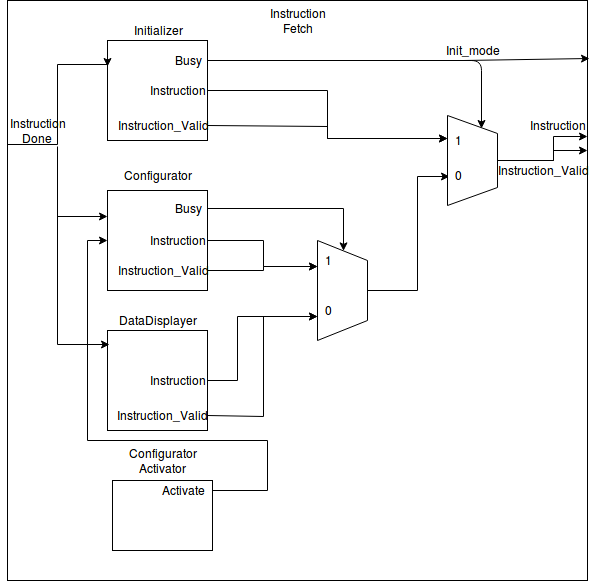 Instruction
Fetch
Initializer
Busy
Init_mode
Instruction
Instruction_Valid
Instruction
Done
1
0
Instruction
Instruction_Valid
Configurator
Busy
Instruction
Instruction_Valid
1
0
DataDisplayer
Instruction
Instruction_Valid
Configurator
Activator
Activate